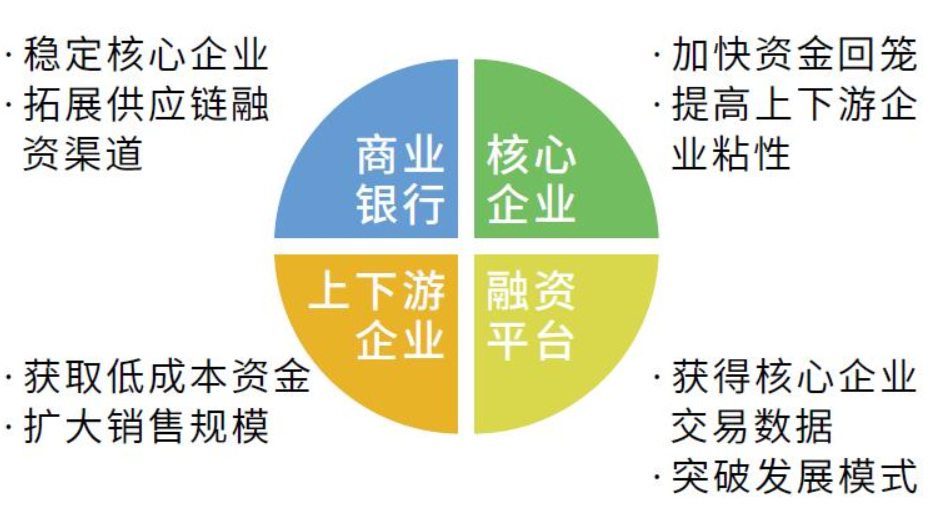 · 稳定核心企业
· 拓展供应链融
资渠道
商业
银行
核心
企业
· 加快资金回笼
· 提高上下游企
业粘性
· 获取低成本资金
· 扩大销售规模
上下游
企业
融资
平台
· 获得核心企业
交易数据
· 突破发展模式